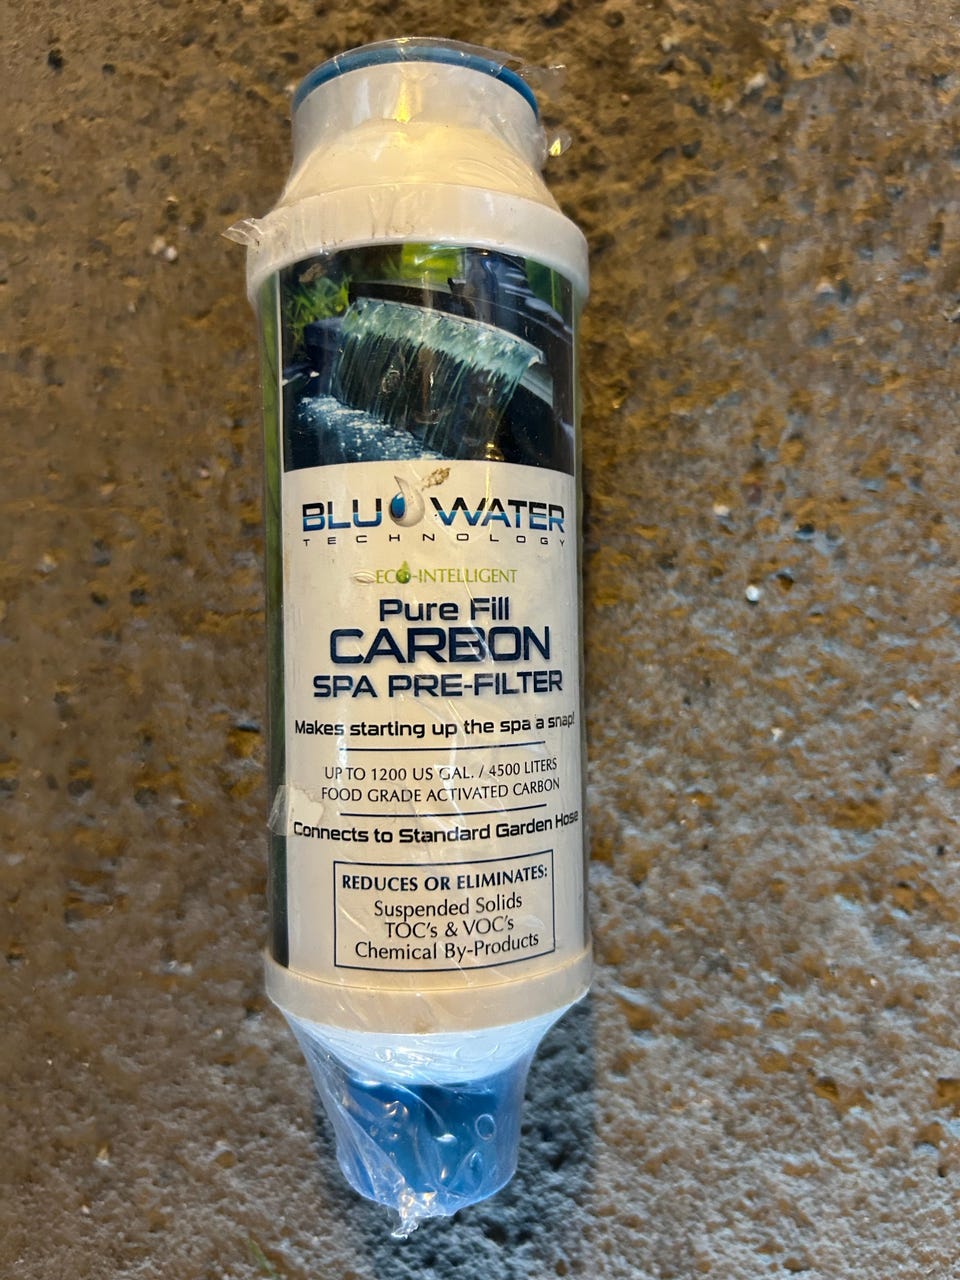 BLU WATER
TECHNOLOGY
ECO-INTELLIGENT
Pure Fill
CARBON
SPA PRE-FILTER
Makes starting up the spa a snap!
UP TO 1200 US GAL. / 4500 LITERS
FOOD GRADE ACTIVATED CARBON
Connects to Standard Garden Hose
REDUCES OR ELIMINATES:
Suspended Solids
TOC's & VOC's
Chemical By-Products